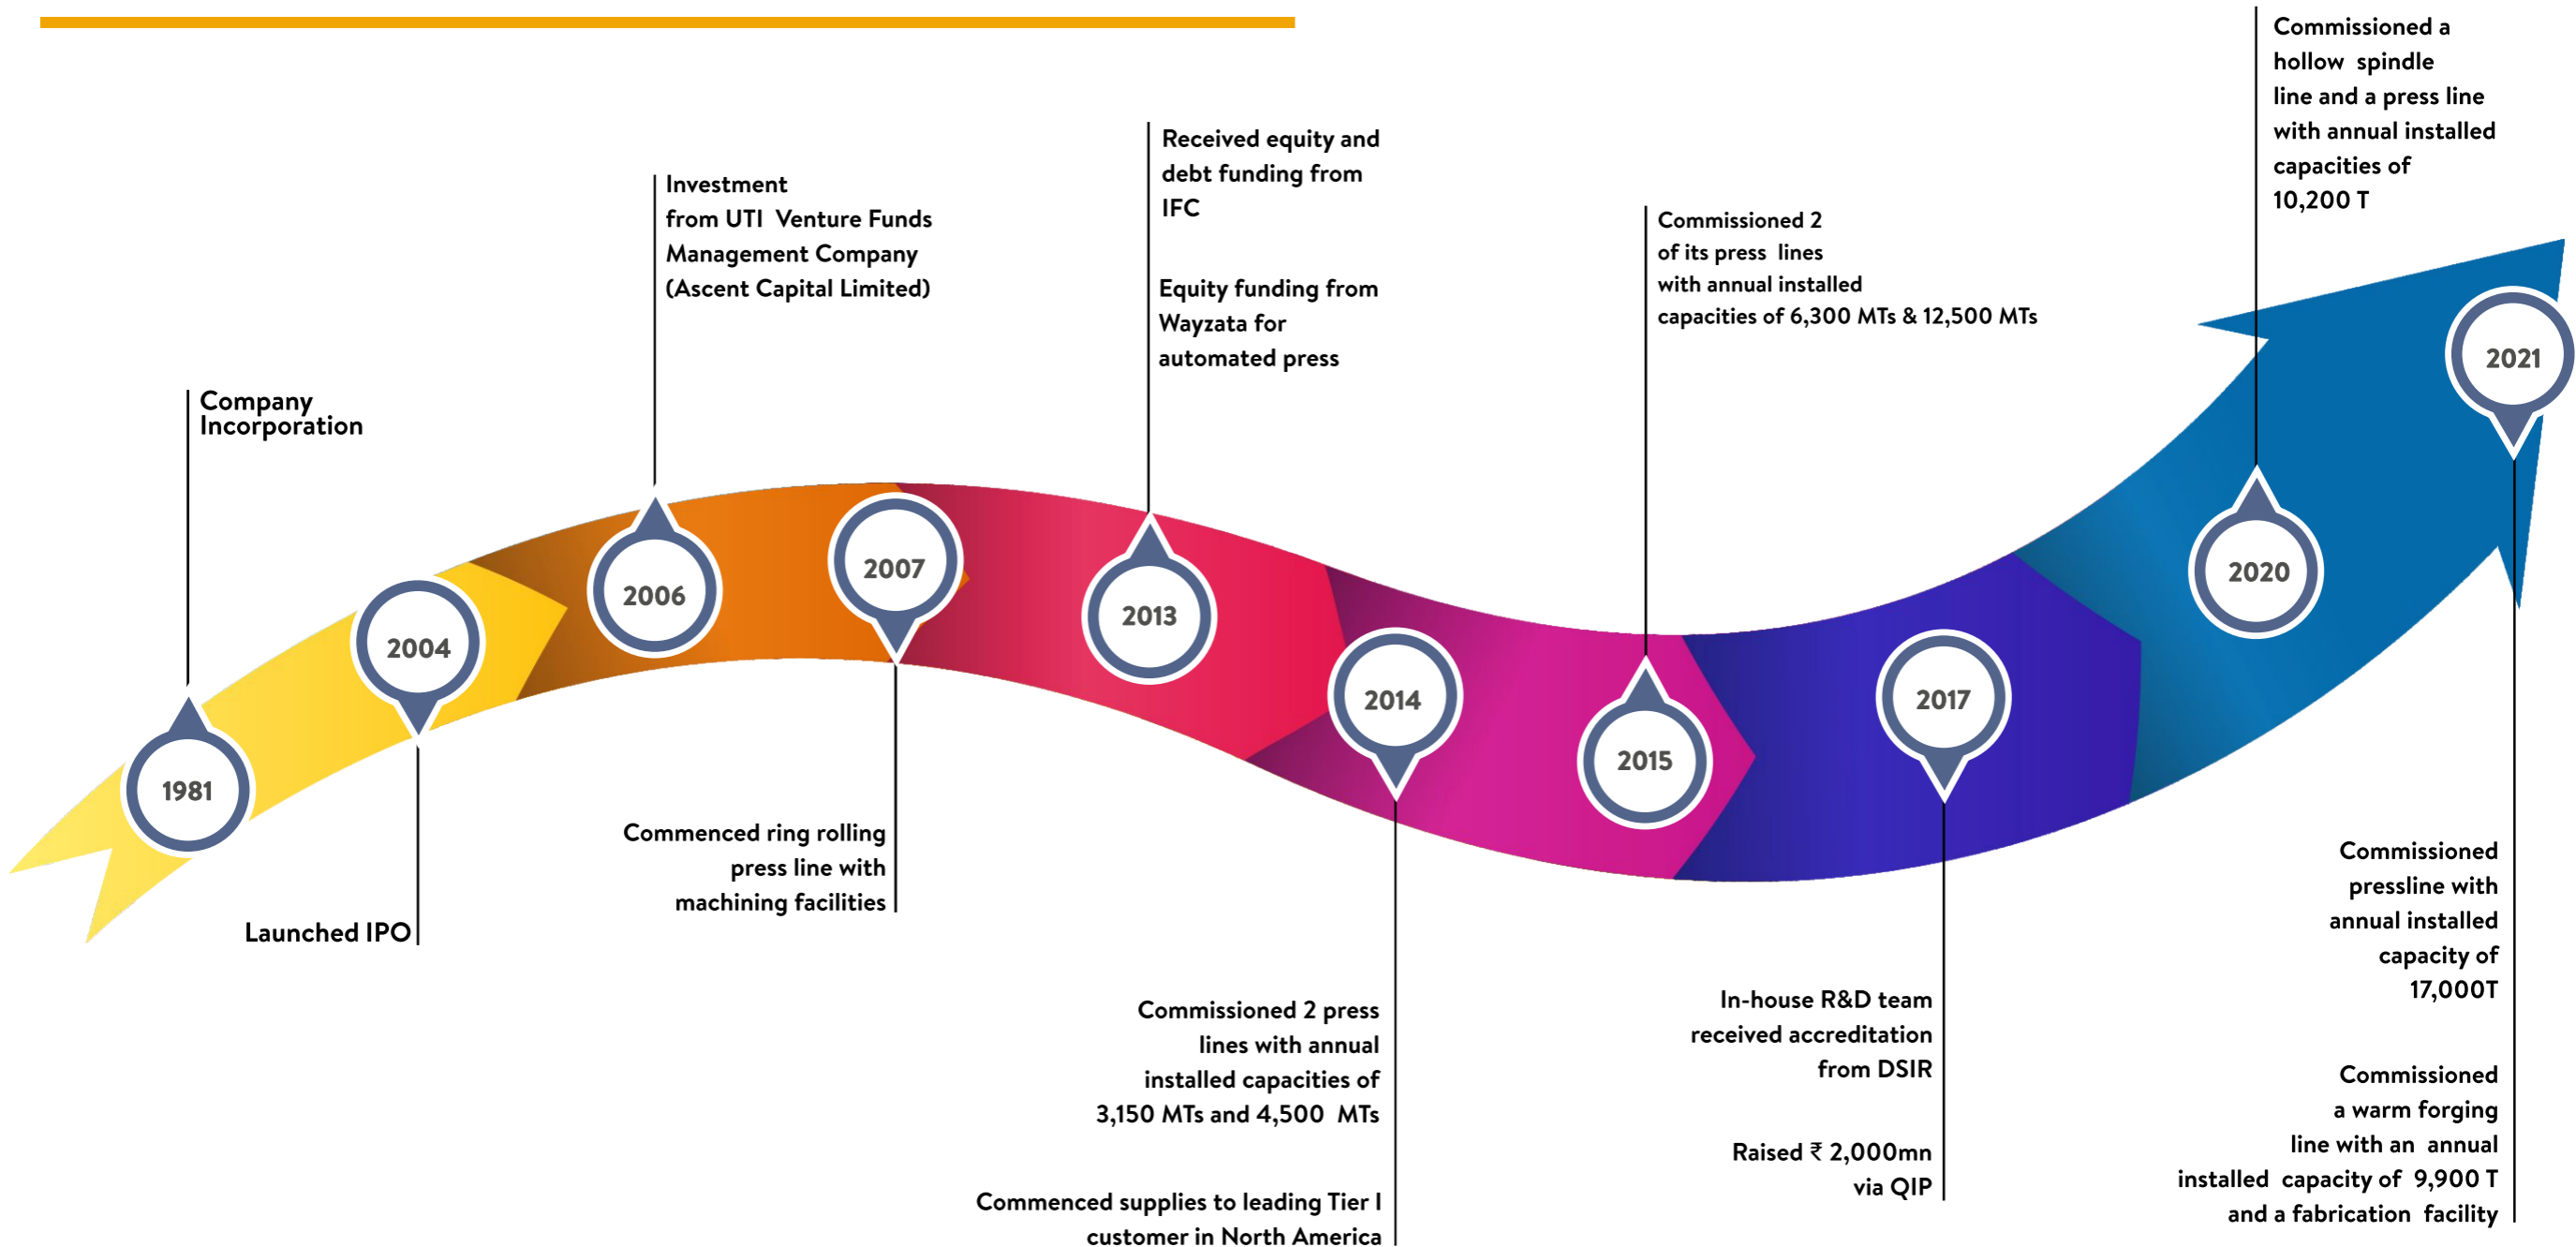 1981
Company
Incorporation
2004
Launched IPO
2006
Investment
from UTI Venture Funds
Management Company
(Ascent Capital Limited)
2007
Commenced ring rolling
press line with
machining facilities
2013
Received equity and
debt funding from
IFC
Equity funding from
Wayzata for
automated press
2014
Commissioned 2 press
lines with annual
installed capacities of
3,150 MTs and 4,500 MTs
Commenced supplies to leading Tier I
customer in North America
2015
Commissioned 2
of its press lines
with annual installed
capacities of 6,300 MTs & 12,500 MTs
2017
In-house R&D team
received accreditation
from DSIR
Raised ₹ 2,000mn
via QIP
2020
Commissioned a
hollow spindle
line and a press line
with annual installed
capacities of
10,200 T
2021
Commissioned
pressline with
annual installed
capacity of
17,000T
Commissioned
a warm forging
line with an annual
installed capacity of 9,900 T
and a fabrication facility